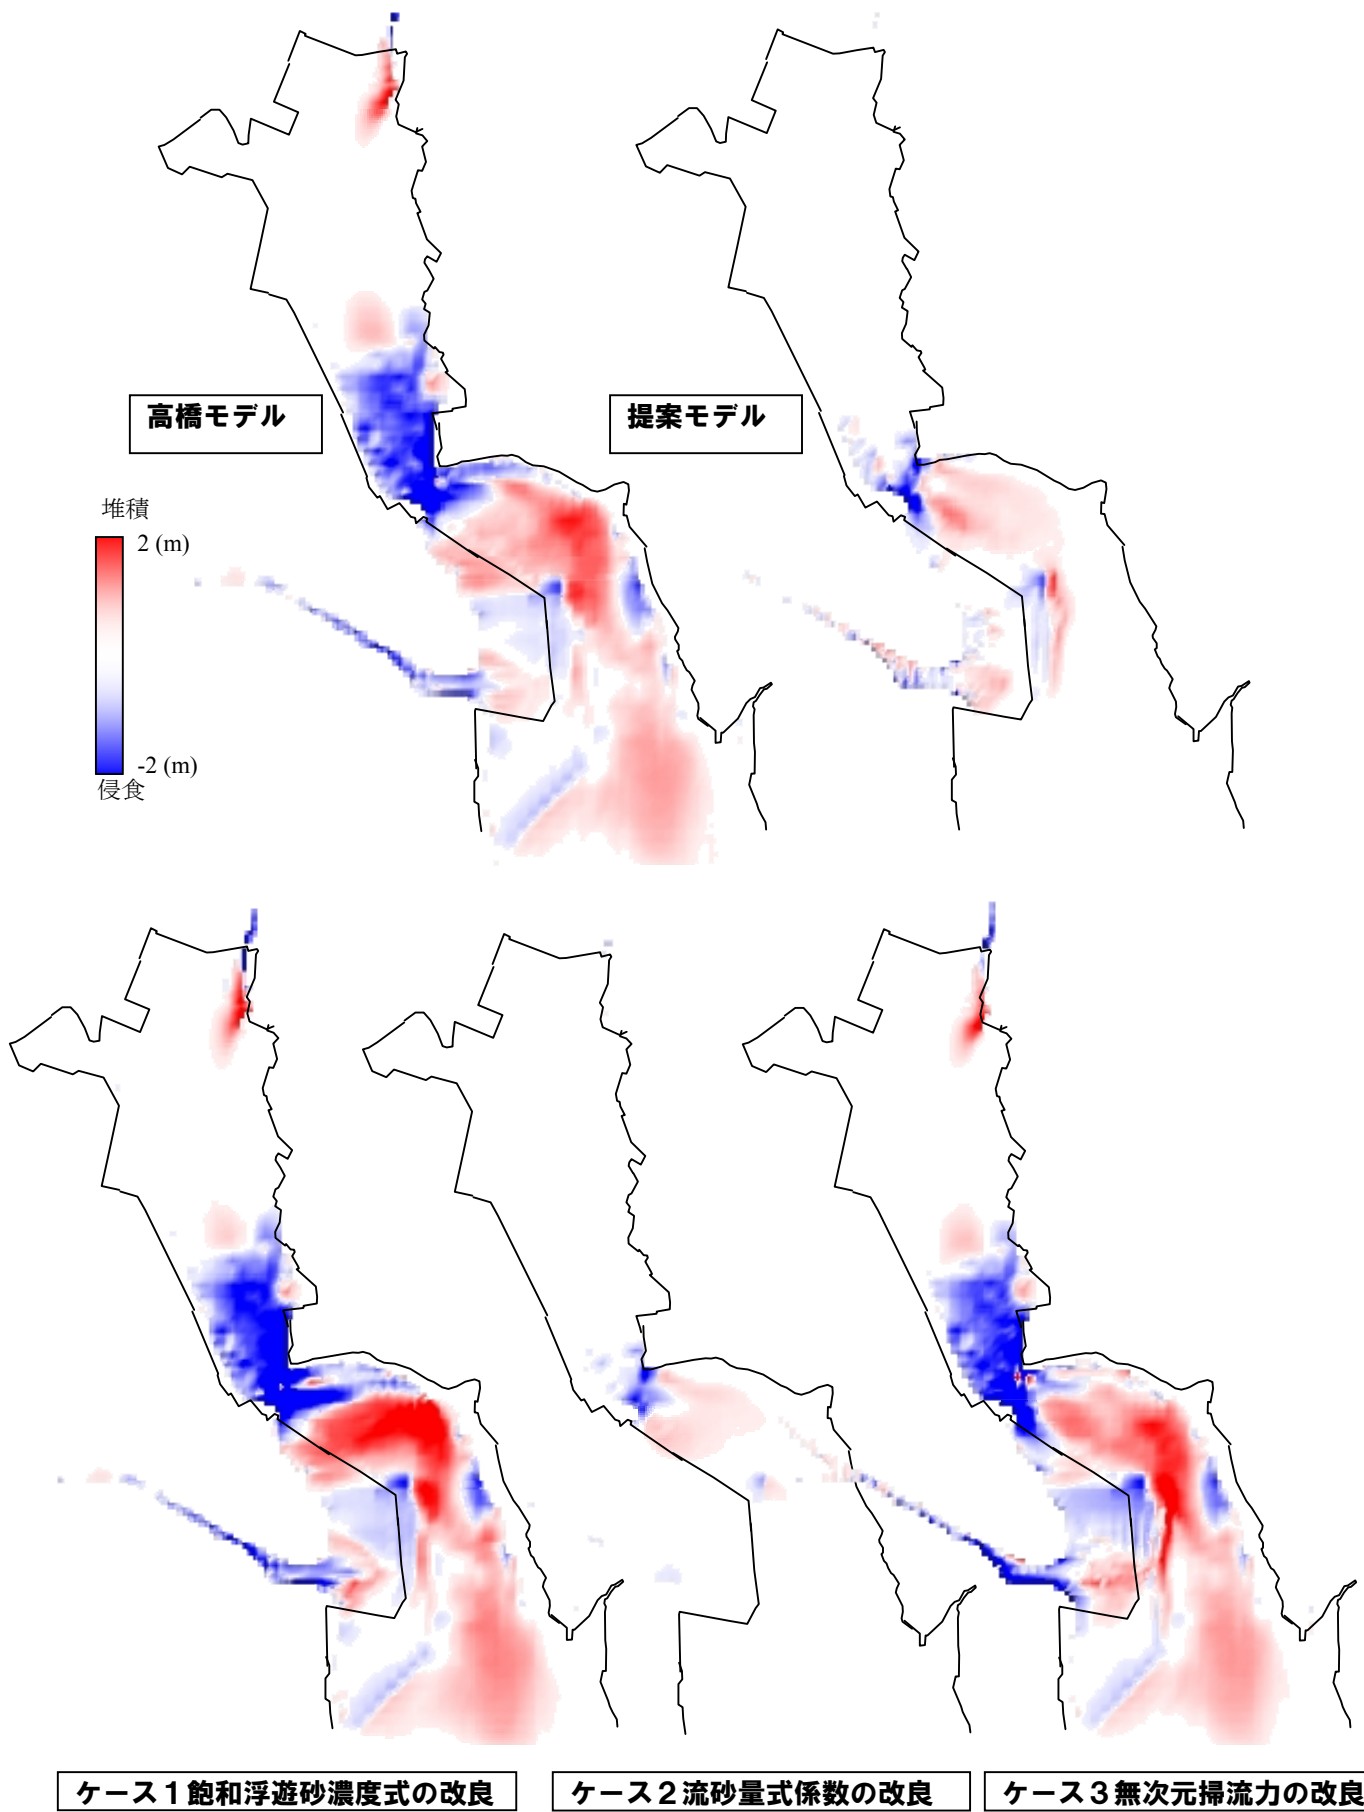 高橋モデル
提案モデル
堆積
2 (m)
-2 (m)
侵食
ケース１飽和浮遊砂濃度式の改良
ケース２流砂量式係数の改良
ケース３無次元掃流力の改良